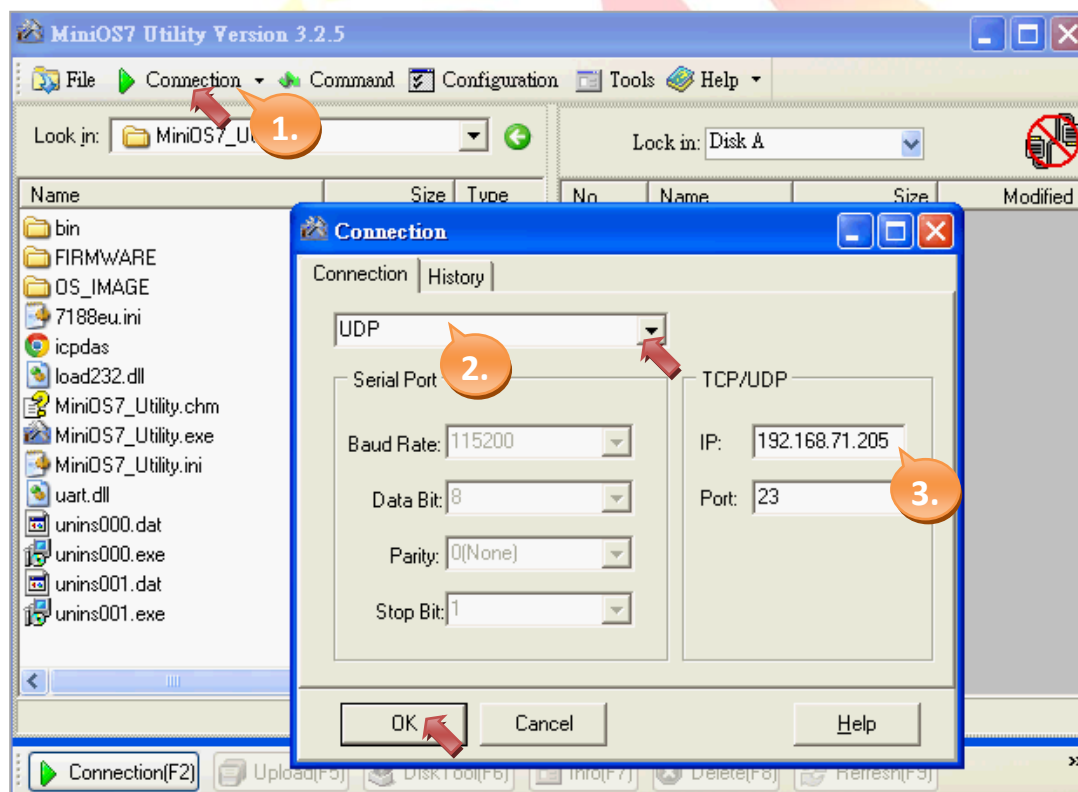 MiniOS7 Utility Version 3.2.5
File Connection Command Configuration Tools Help
1.
Look in: MiniOS7_U
Lock in: Disk A
Name Size Type No Name Size Modified
bin
FIRMWARE
OS_IMAGE
7188eu.ini
icpdas
load232.dll
MiniOS7_Utility.chm
MiniOS7_Utility.exe
MiniOS7_Utility.ini
uart.dll
unins000.dat
unins000.exe
unins001.dat
unins001.exe
Connection
Connection History
UDP
2.
Serial Port
Baud Rate: 115200
Data Bit: 8
Parity: 0(None)
Stop Bit: 1
TCP/UDP
IP: 192.168.71.205
Port: 23
3.
OK Cancel Help
Connection(F2) Upload(F5) DiskTool(F6) Info(F7) Delete(F8) Refresh(F9)